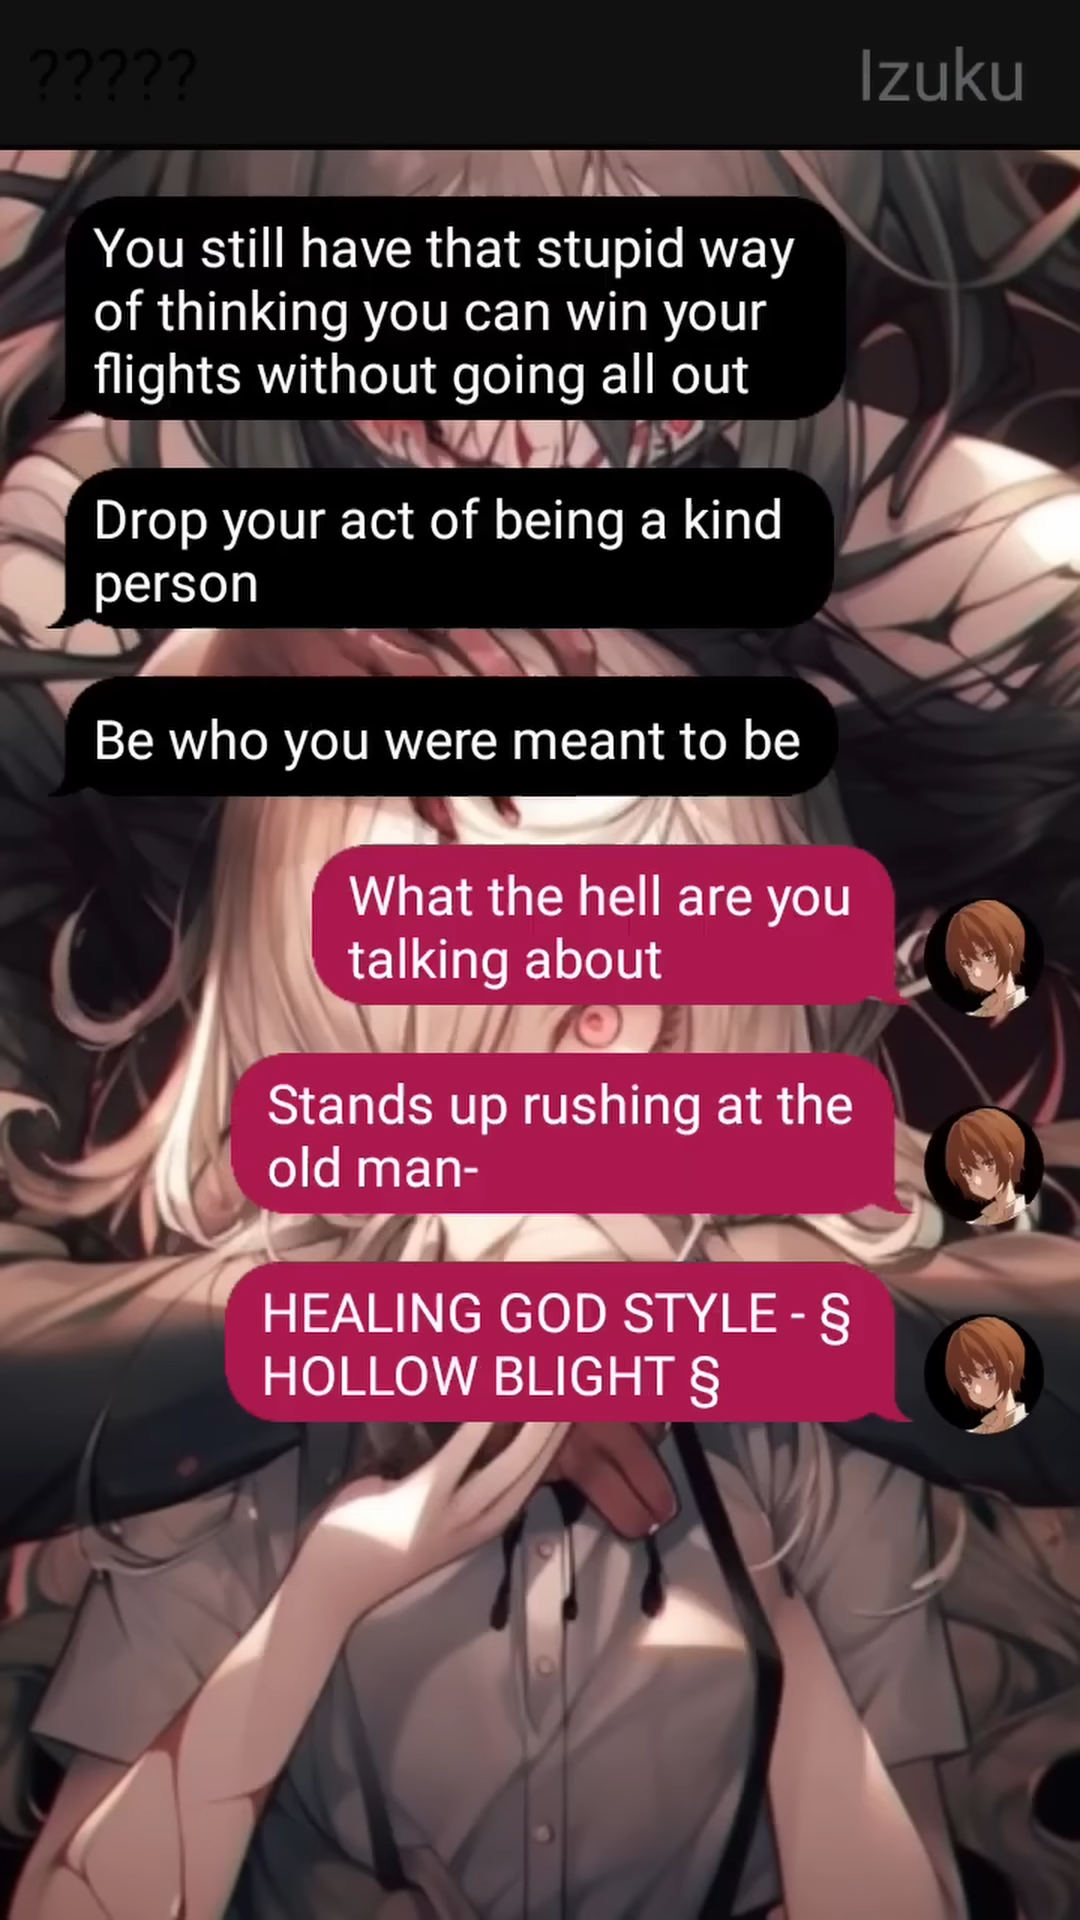 ?????
Izuku
You still have that stupid way
of thinking you can win your
flights without going all out
Drop your act of being a kind
person
Be who you were meant to be
What the hell are you
talking about
Stands up rushing at the
old man-
HEALING GOD STYLE - §
HOLLOW BLIGHT §